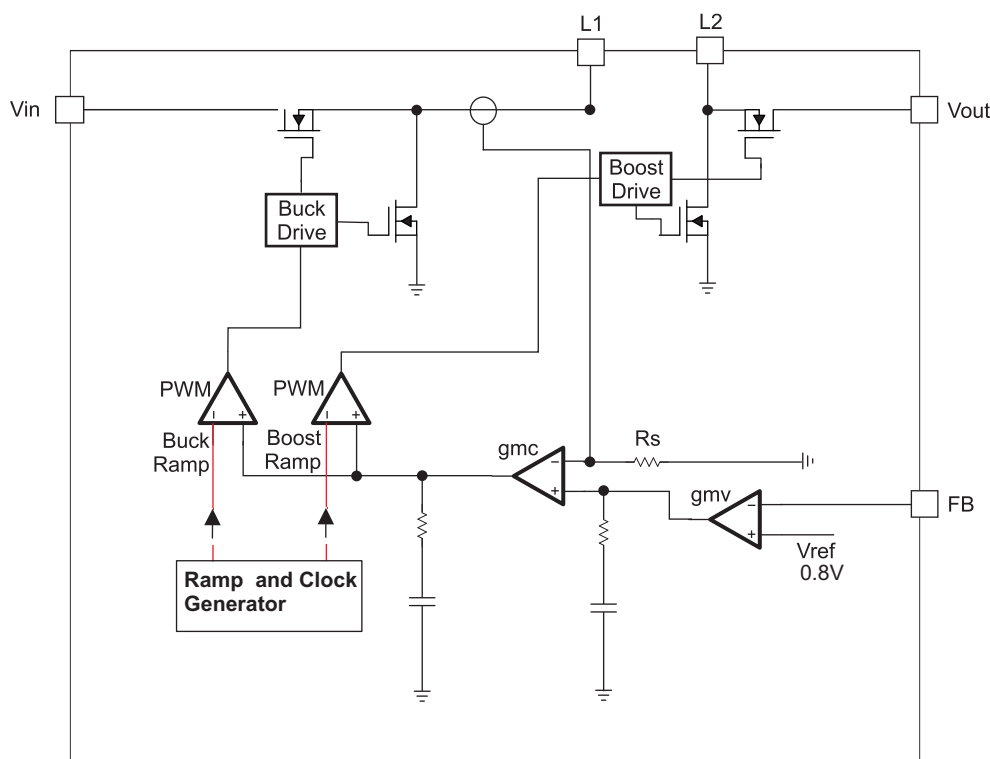 L1
L2
Vin
Vout
Boost
Drive
Buck
Drive
PWM
PWM
Buck
Ramp
Boost
Ramp
gmc
Rs
gmv
FB
Vref
0.8V
Ramp and Clock
Generator